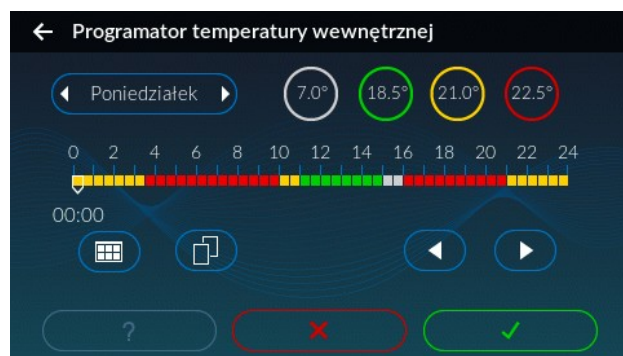 Programator temperatury wewnętrznej
Poniedziałek
7.0°
18.5°
21.0°
22.5°
0 2 4 6 8 10 12 14 16 18 20 22 24
00:00
?